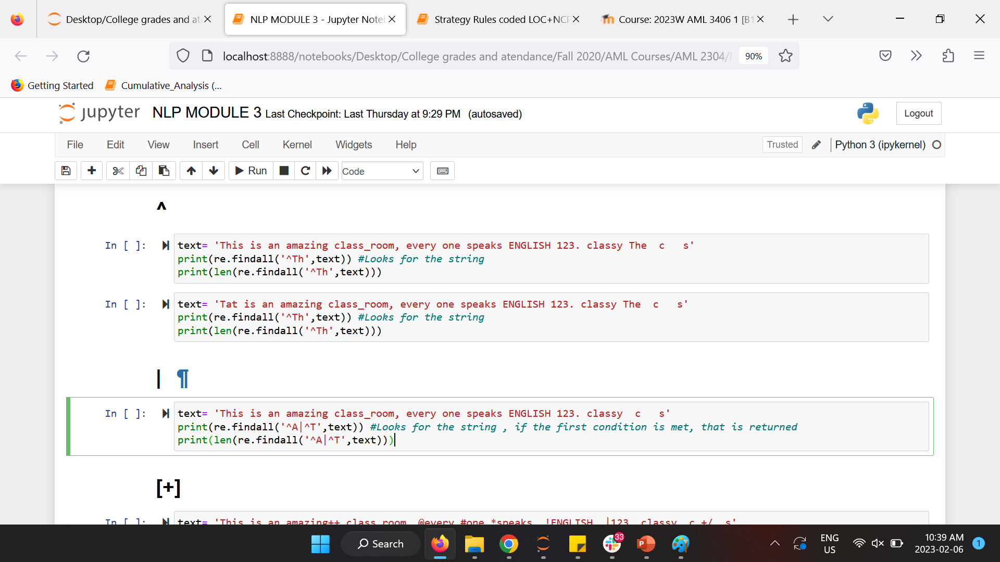 Desktop/College grades and at
NLP MODULE 3 - Jupyter Note
Strategy Rules coded LOC+NCP
Course: 2023W AML 3406 1 [B1
localhost:8888/notebooks/Desktop/College grades and atendance/Fall 2020/AML Courses/AML 2304/
90%
Getting Started
Cumulative_Analysis (...
jupyter NLP MODULE 3 Last Checkpoint: Last Thursday at 9:29 PM (autosaved)
Logout
File Edit View Insert Cell Kernel Widgets Help
Trusted
Python 3 (ipykernel)
Run
Code
^
In [ ]:
text= 'This is an amazing class_room, every one speaks ENGLISH 123. classy The  c   s'
print(re.findall('^Th',text)) #Looks for the string
print(len(re.findall('^Th',text)))
In [ ]:
text= 'Tat is an amazing class_room, every one speaks ENGLISH 123. classy The  c   s'
print(re.findall('^Th',text)) #Looks for the string
print(len(re.findall('^Th',text)))
| ¶
In [ ]:
text= 'This is an amazing class_room, every one speaks ENGLISH 123. classy  c   s'
print(re.findall('^A|^T',text)) #Looks for the string , if the first condition is met, that is returned
print(len(re.findall('^A|^T',text)))
[+]
In [ ]:
text= 'This is an amazing++ class_room, @every #one *speaks, !ENGLISH, |123. classy  c +/  s'
Search
33
ENG
US
10:39 AM
2023-02-06
1